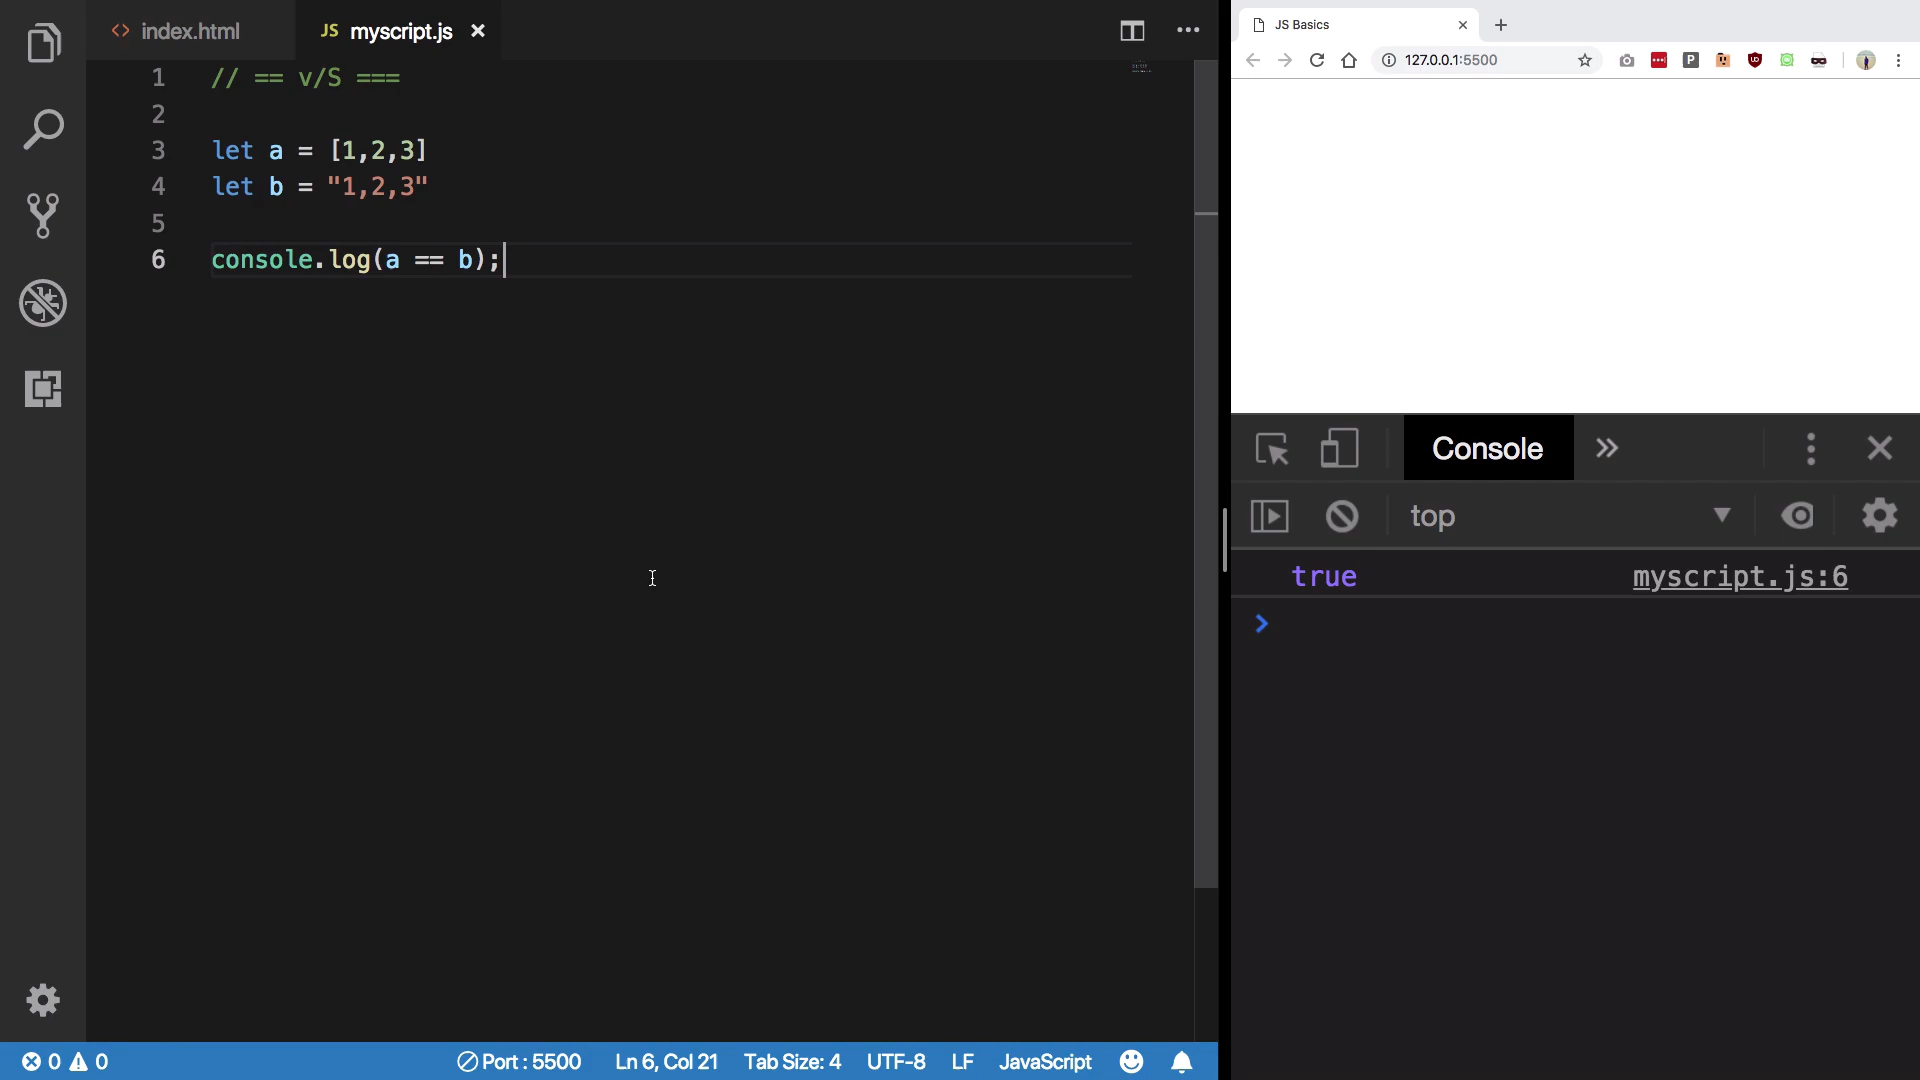 index.html
JS myscript.js
1 // == v/S ===
2
3 let a = [1,2,3]
4 let b = "1,2,3"
5
6 console.log(a == b);
0 0 Port : 5500 Ln 6, Col 21 Tab Size: 4 UTF-8 LF JavaScript
JS Basics
127.0.0.1:5500
Console
top
true myscript.js:6